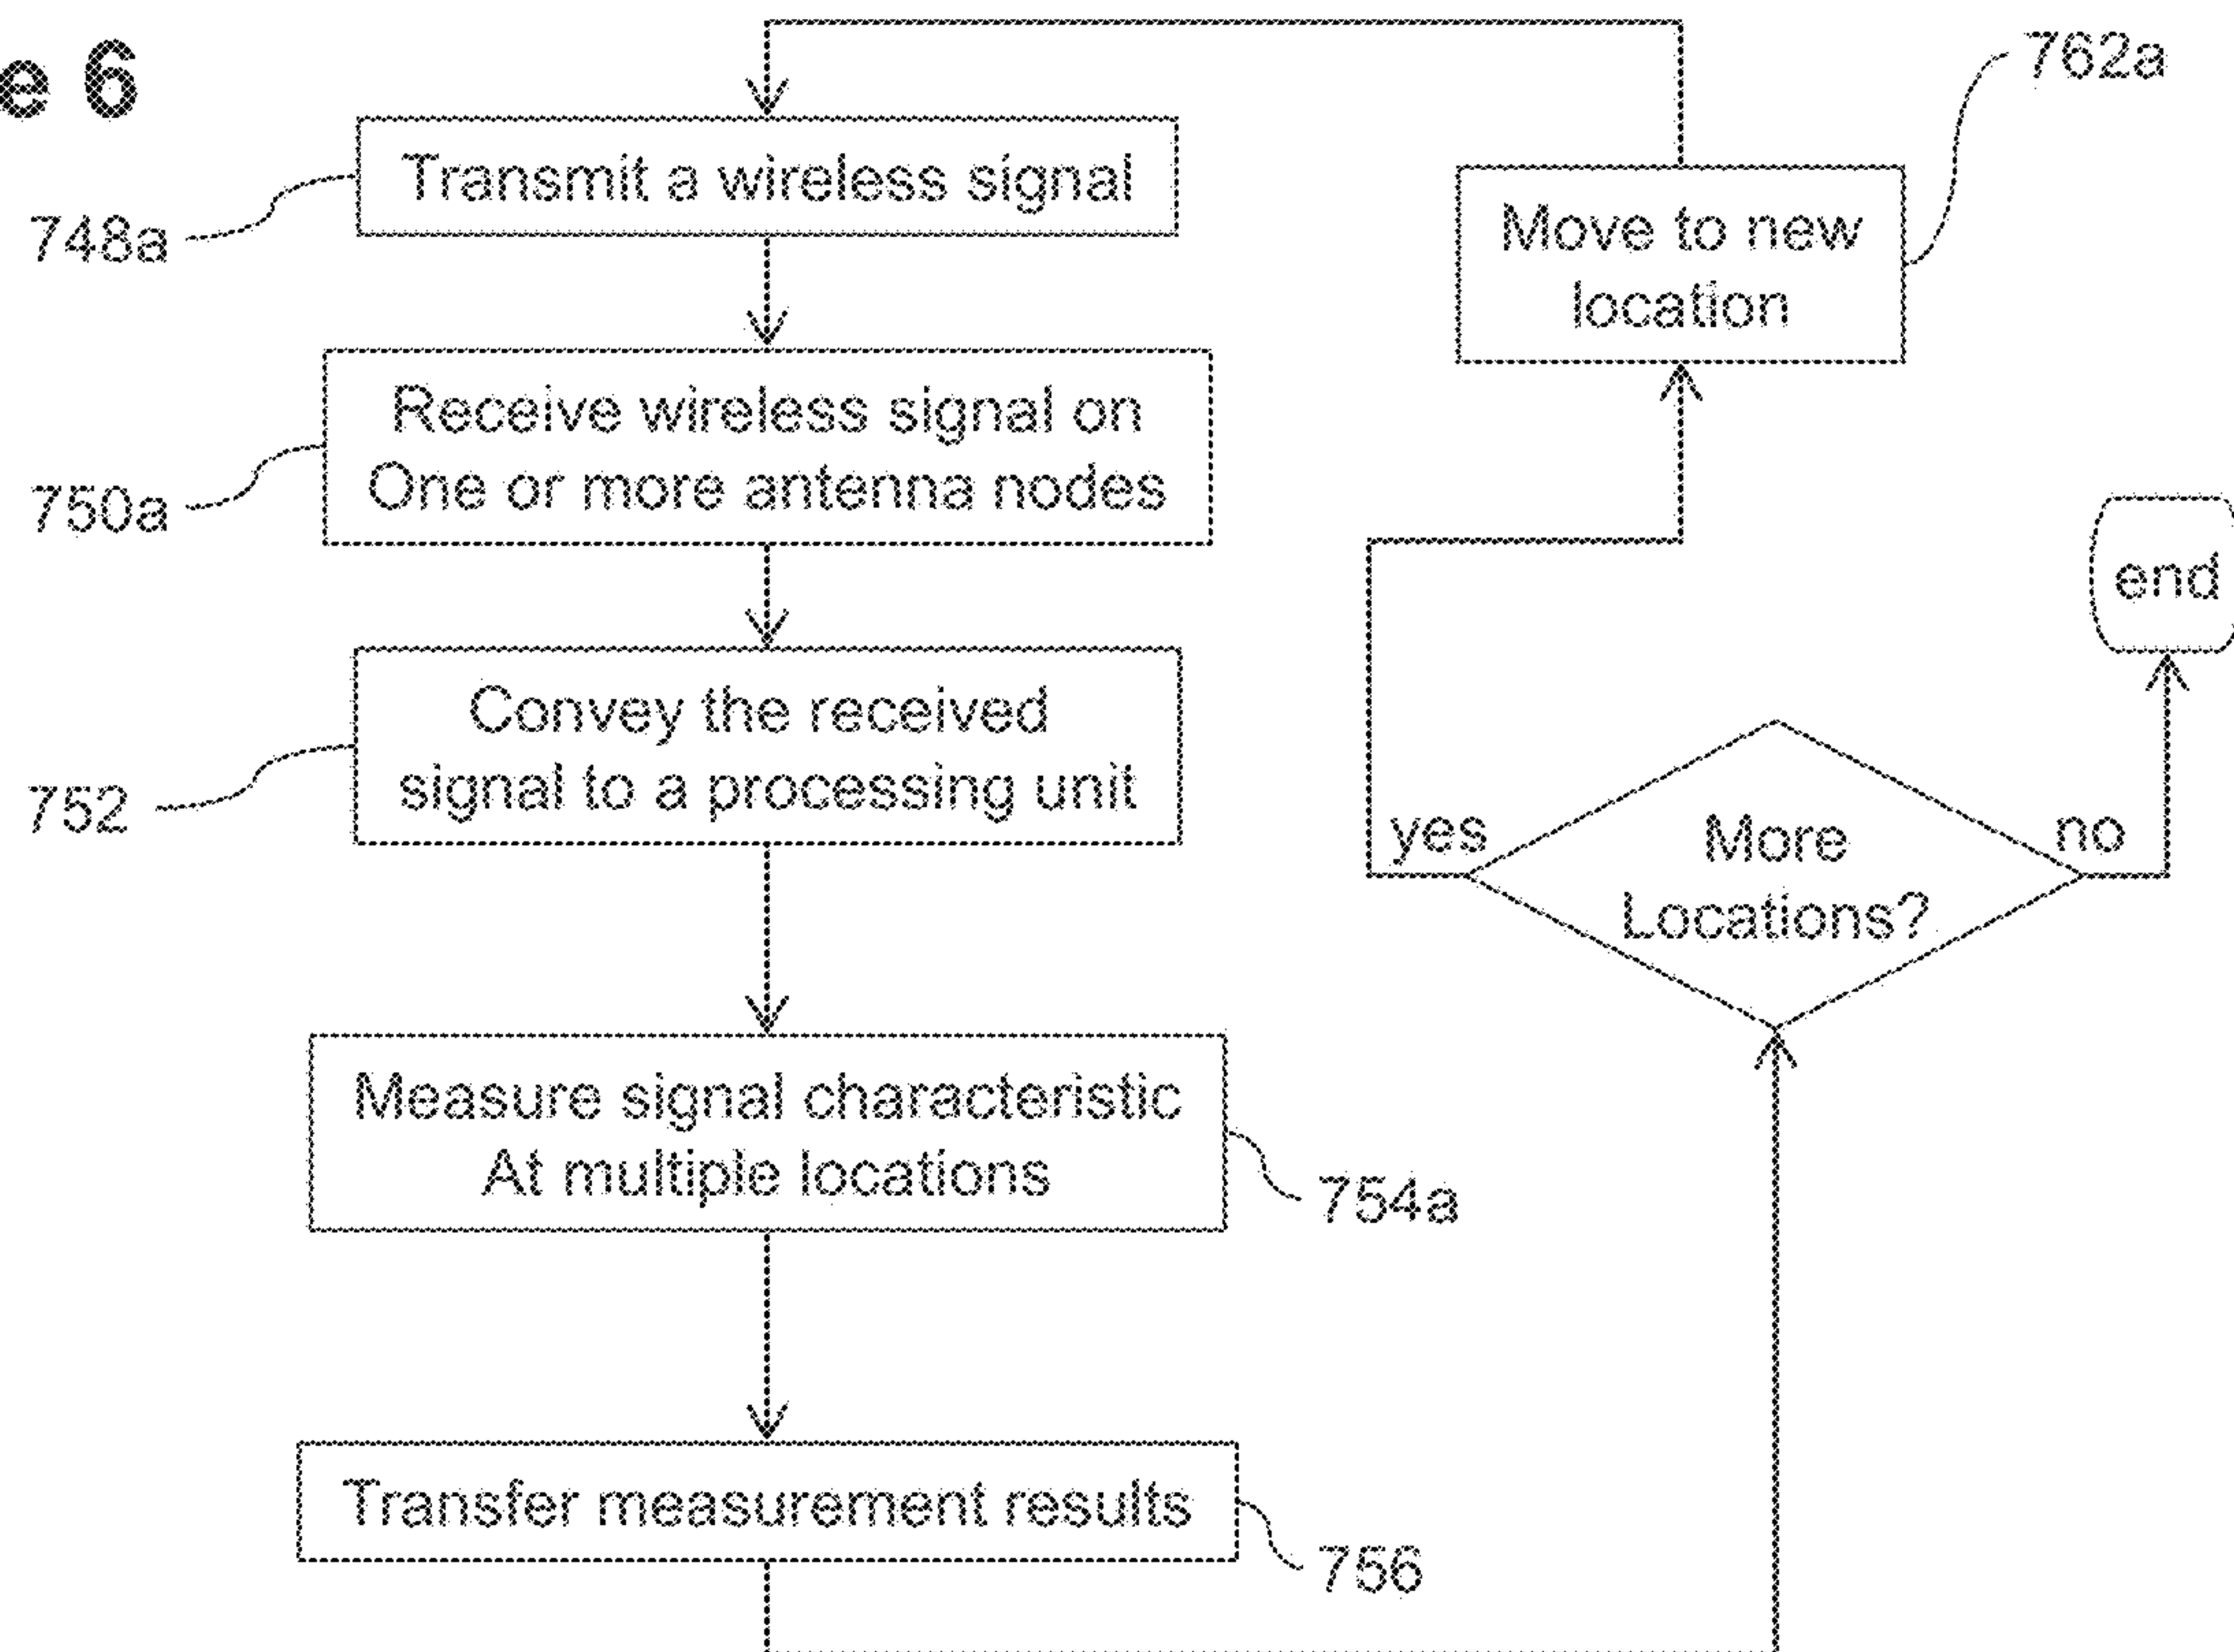 e 6
Transmit a wireless signal
748a
Receive wireless signal on
One or more antenna nodes
750a
Convey the received
signal to a processing unit
752
Measure signal characteristic
At multiple locations
754a
Transfer measurement results
756
762a
Move to new
location
end
yes
More
Locations?
no